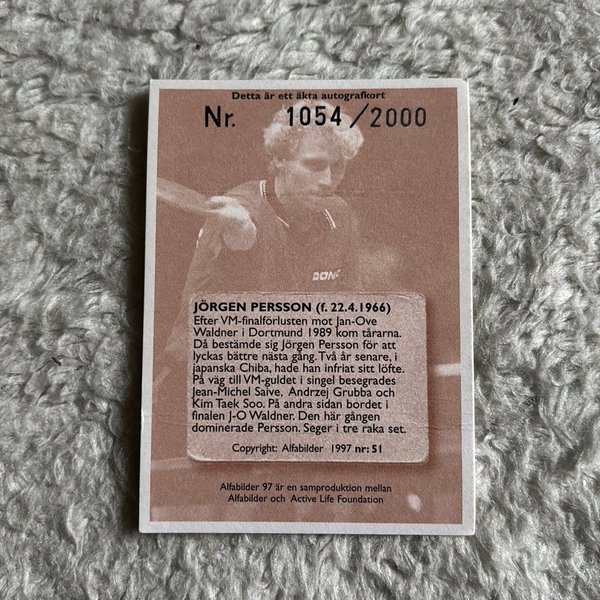 Detta är ett äkta autografkort
Nr. 1054/2000
DONIC
JÖRGEN PERSSON (f. 22.4.1966)
Efter VM-finalförlusten mot Jan-Ove
Waldner i Dortmund 1989 kom tårarna.
Då bestämde sig Jörgen Persson för att
lyckas bättre nästa gång. Två år senare, i
japanska Chiba, hade han infriat sitt löfte.
På väg till VM-guldet i singel besegrades
Jean-Michel Saive, Andrzej Grubba och
Kim Taek Soo. På andra sidan bordet i
finalen J-O Waldner. Den här gången
dominerade Persson. Seger i tre raka set.
Copyright: Alfabilder 1997 nr: 51
Alfabilder 97 är en samproduktion mellan
Alfabilder och Active Life Foundation